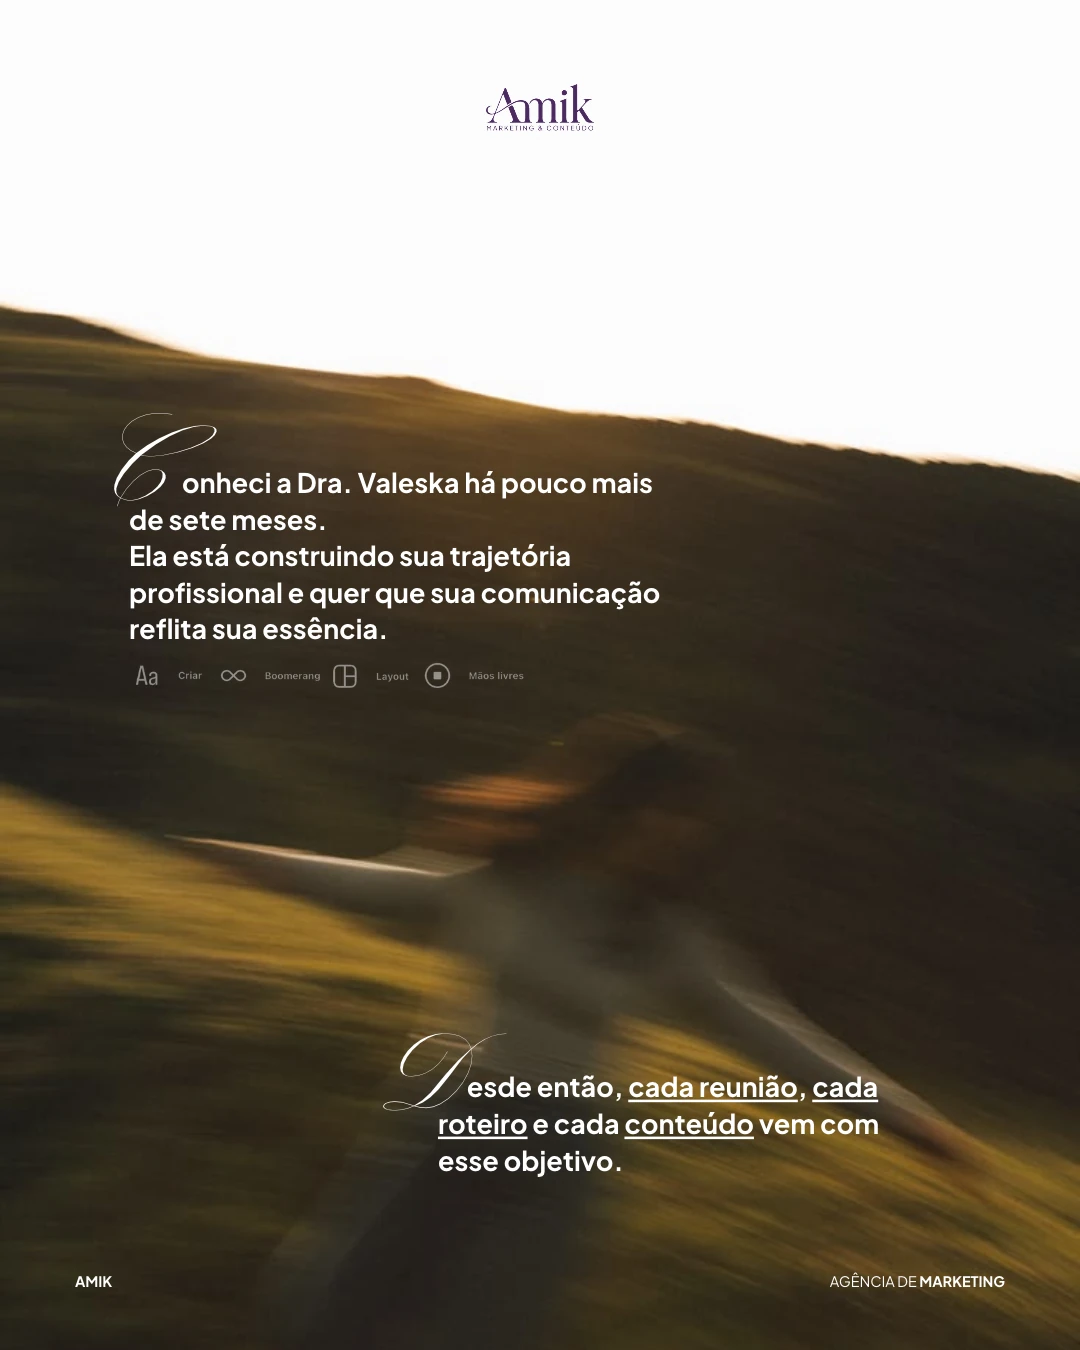 Amik
MARKETING & CONTEÚDO
Conheci a Dra. Valeska há pouco mais
de sete meses.
Ela está construindo sua trajetória
profissional e quer que sua comunicação
reflita sua essência.
Aa Criar Boomerang Layout Mãos livres
Desde então, cada reunião, cada
roteiro e cada conteúdo vem com
esse objetivo.
AMIK
AGÊNCIA DE MARKETING